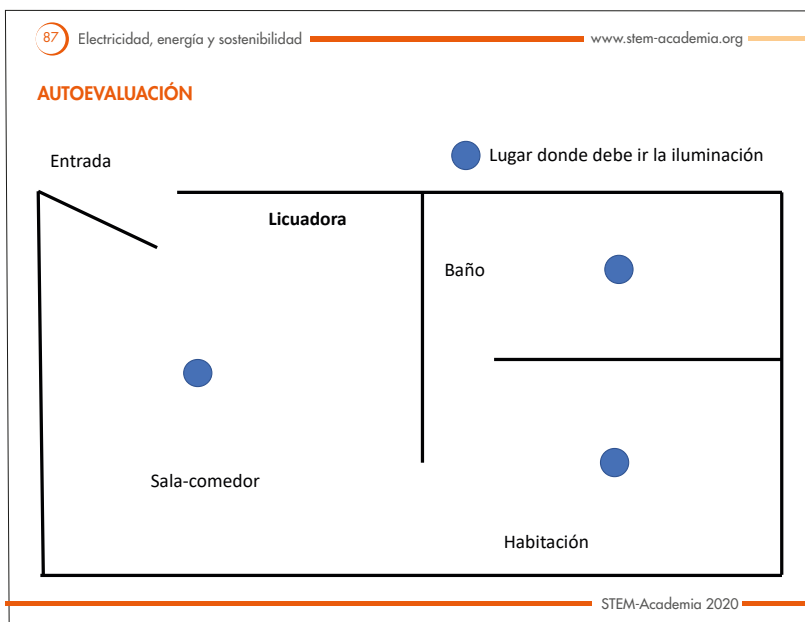 87 Electricidad, energía y sostenibilidad www.stem-academia.org
AUTOEVALUACIÓN
Lugar donde debe ir la iluminación
Entrada
Licuadora
Baño
Sala-comedor
Habitación
STEM-Academia 2020